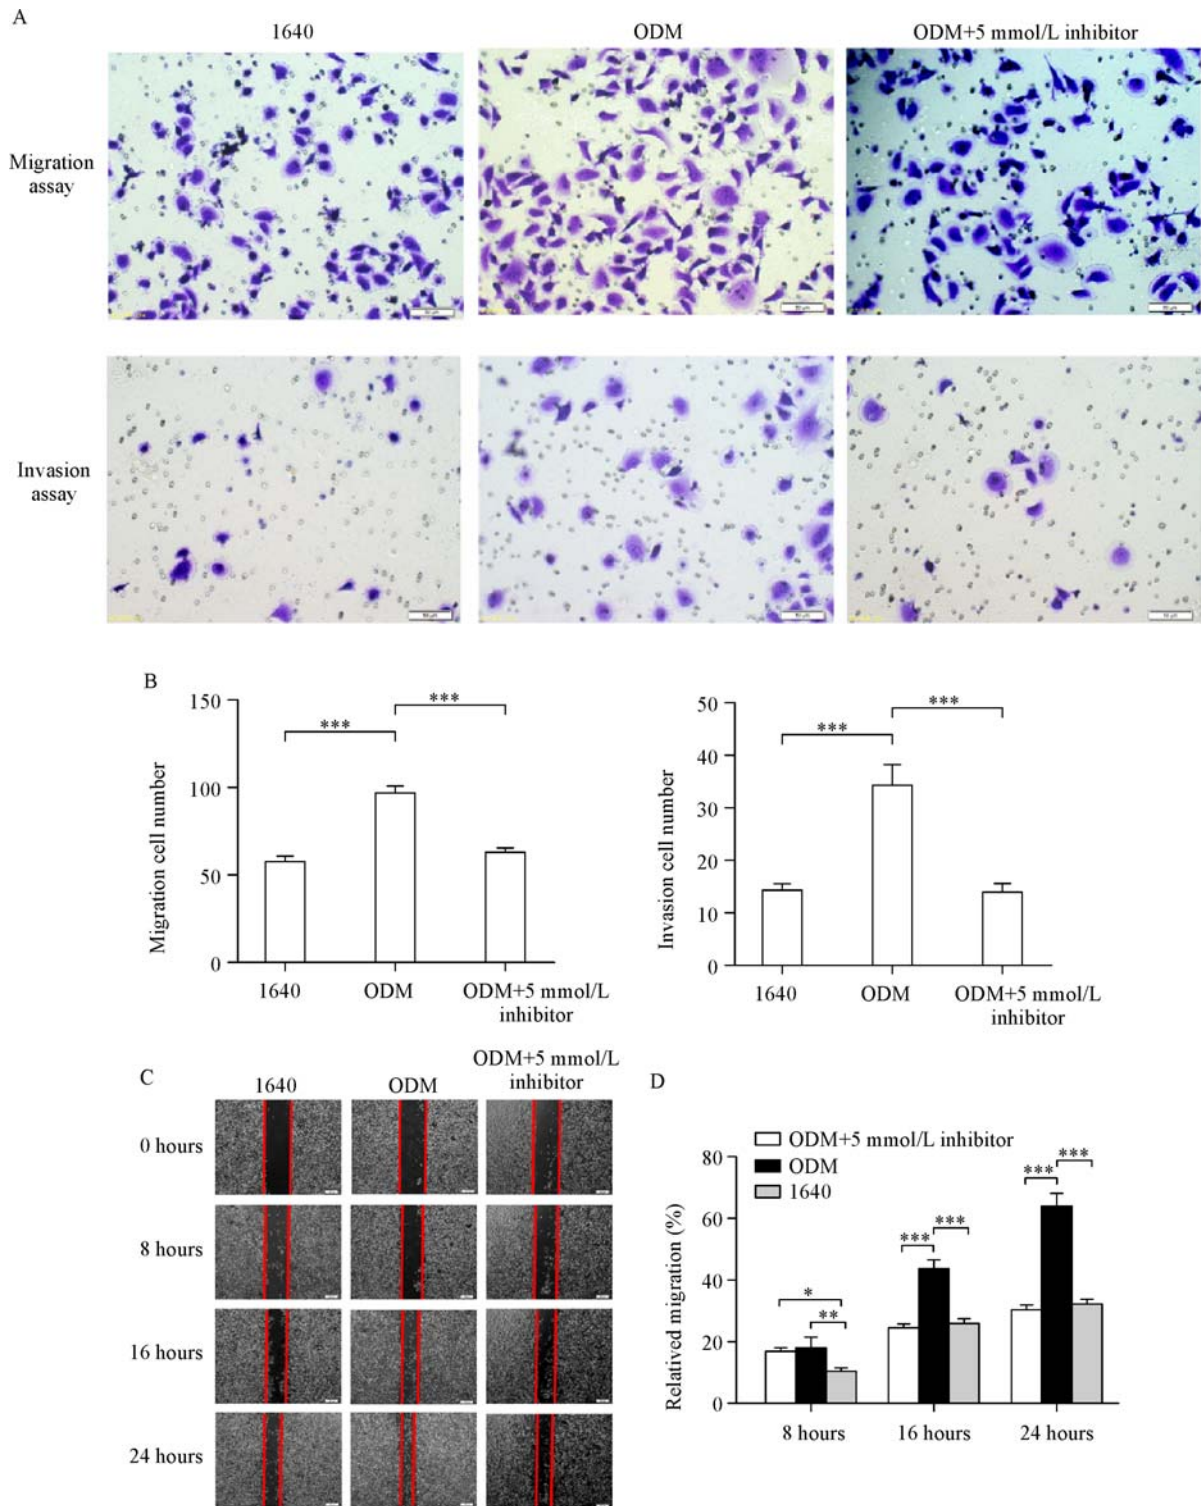 A
1640
ODM
ODM+5 mmol/L inhibitor
Migration
assay
Invasion
assay
B
150
100
50
0
Migration cell number
***
***
1640
ODM
ODM+5 mmol/L
inhibitor
50
40
30
20
10
0
Invasion cell number
***
***
1640
ODM
ODM+5 mmol/L
inhibitor
C
1640
ODM
ODM+5 mmol/L
inhibitor
0 hours
8 hours
16 hours
24 hours
D
ODM+5 mmol/L inhibitor
ODM
1640
80
60
40
20
0
Relatived migration (%)
*
**
***
***
***
***
8 hours
16 hours
24 hours